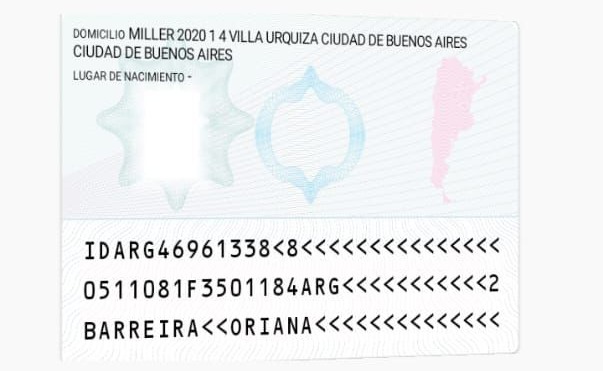 DOMICILIO MILLER 2020 1 4 VILLA URQUIZA CIUDAD DE BUENOS AIRES
CIUDAD DE BUENOS AIRES
LUGAR DE NACIMIENTO -
IDARG46961338<8<<<<<<<<<<<<<<<
0511081F3501184ARG<<<<<<<<<<<2
BARREIRA<<ORIANA<<<<<<<<<<<<<<